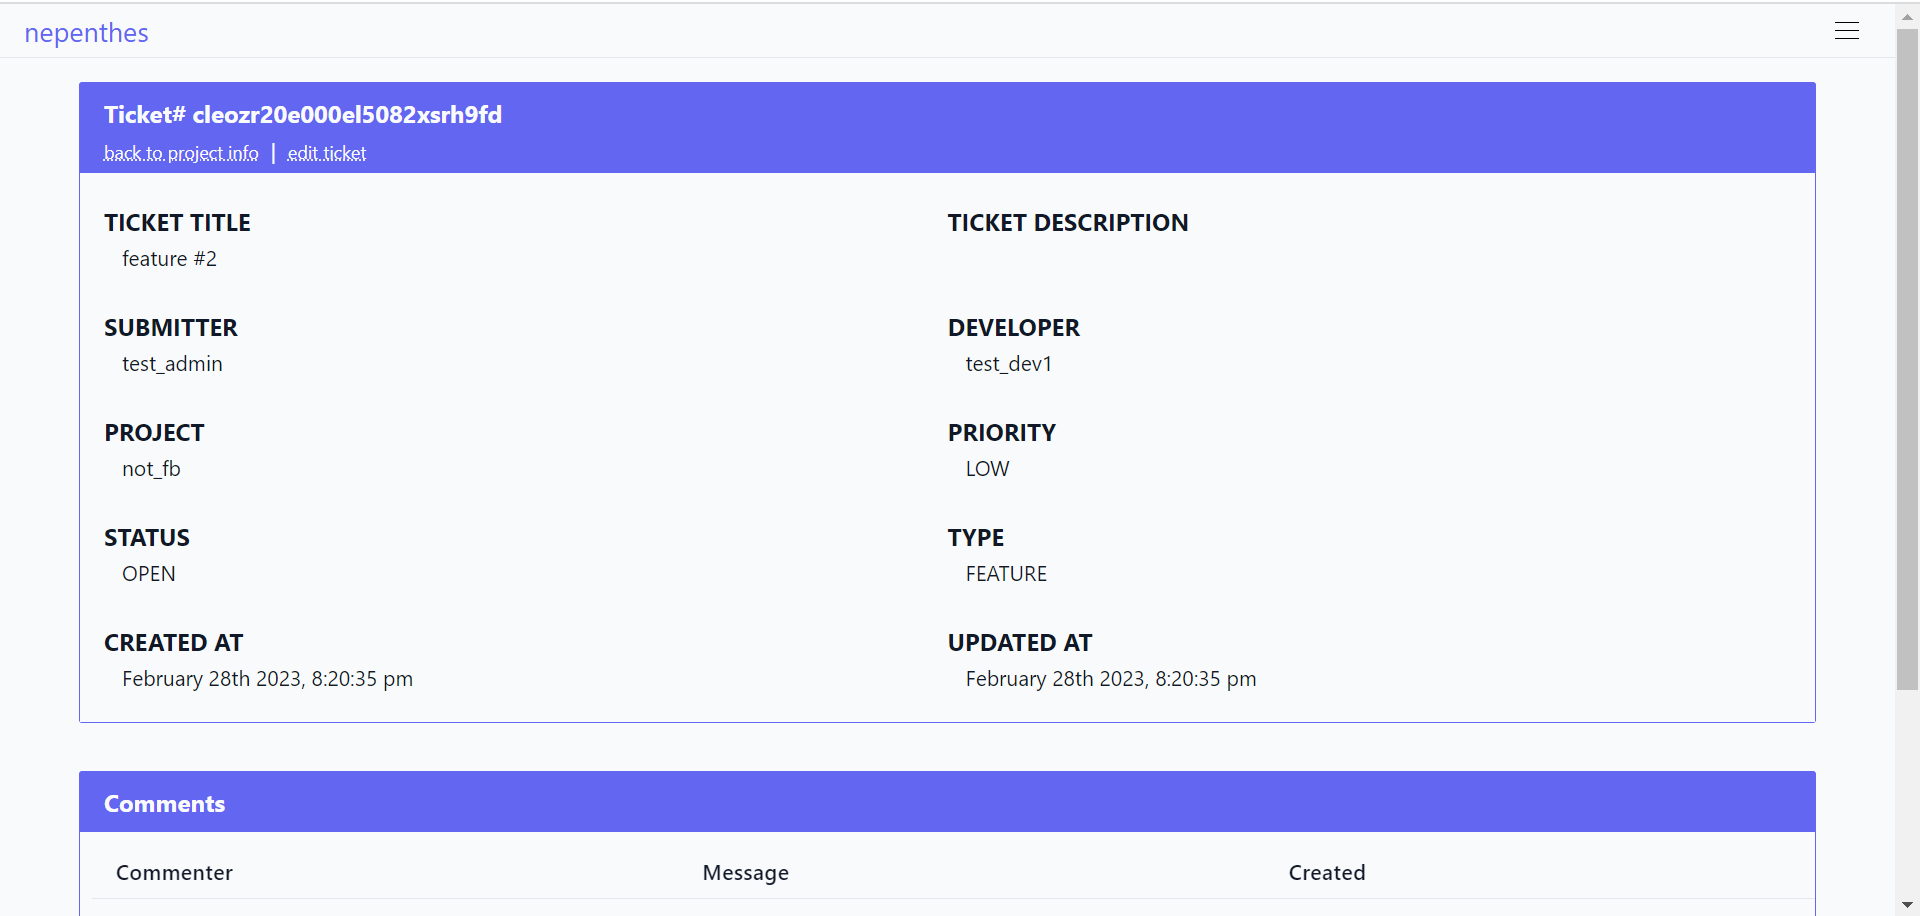 nepenthes
Ticket# cleozr20e000el5082xsrh9fd
back to project info | edit ticket
TICKET TITLE
feature #2
TICKET DESCRIPTION
SUBMITTER
test_admin
DEVELOPER
test_dev1
PROJECT
not_fb
PRIORITY
LOW
STATUS
OPEN
TYPE
FEATURE
CREATED AT
February 28th 2023, 8:20:35 pm
UPDATED AT
February 28th 2023, 8:20:35 pm
Comments
Commenter Message Created